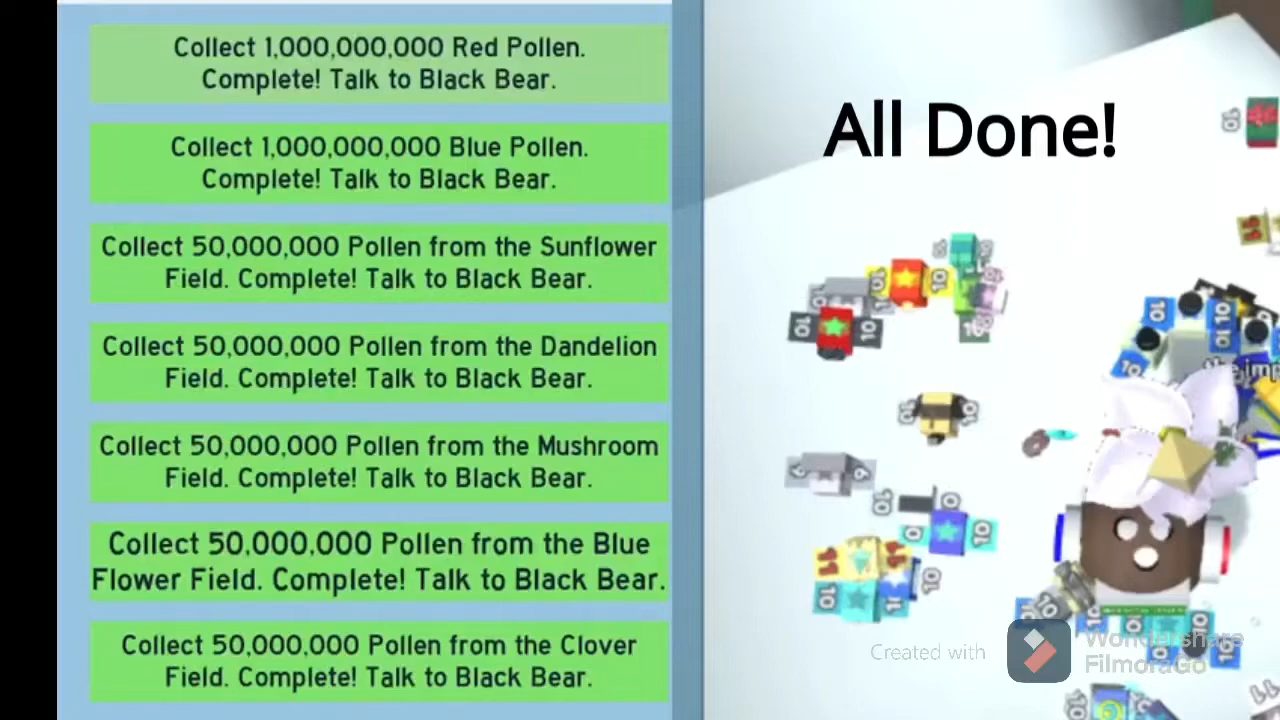 Collect 1,000,000,000 Red Pollen.
Complete! Talk to Black Bear.
Collect 1,000,000,000 Blue Pollen.
Complete! Talk to Black Bear.
Collect 50,000,000 Pollen from the Sunflower
Field. Complete! Talk to Black Bear.
Collect 50,000,000 Pollen from the Dandelion
Field. Complete! Talk to Black Bear.
Collect 50,000,000 Pollen from the Mushroom
Field. Complete! Talk to Black Bear.
Collect 50,000,000 Pollen from the Blue
Flower Field. Complete! Talk to Black Bear.
Collect 50,000,000 Pollen from the Clover
Field. Complete! Talk to Black Bear.
All Done!
Created with
Wondershare
FilmoraGo